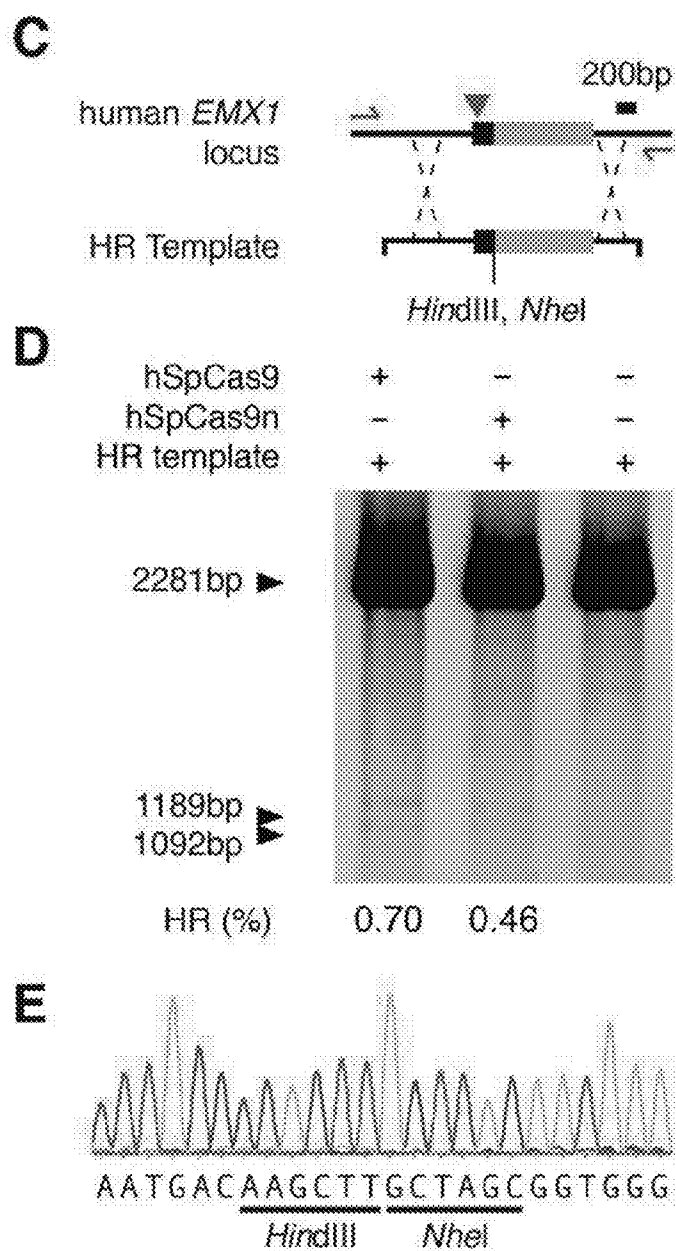 C
200bp
human EMX1
locus
HR Template
HindIII, NheI
D
hSpCas9 + – –
hSpCas9n – + –
HR template + + +
2281bp
1189bp
1092bp
HR (%) 0.70 0.46
E
AATGACAAGCTTGCTAGCGGTGGG
HindIII NheI